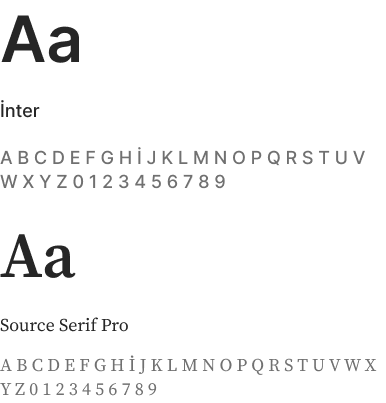 Aa
İnter
A B C D E F G H İ J K L M N O P Q R S T U V
W X Y Z 0 1 2 3 4 5 6 7 8 9
Aa
Source Serif Pro
A B C D E F G H İ J K L M N O P Q R S T U V W X
Y Z 0 1 2 3 4 5 6 7 8 9